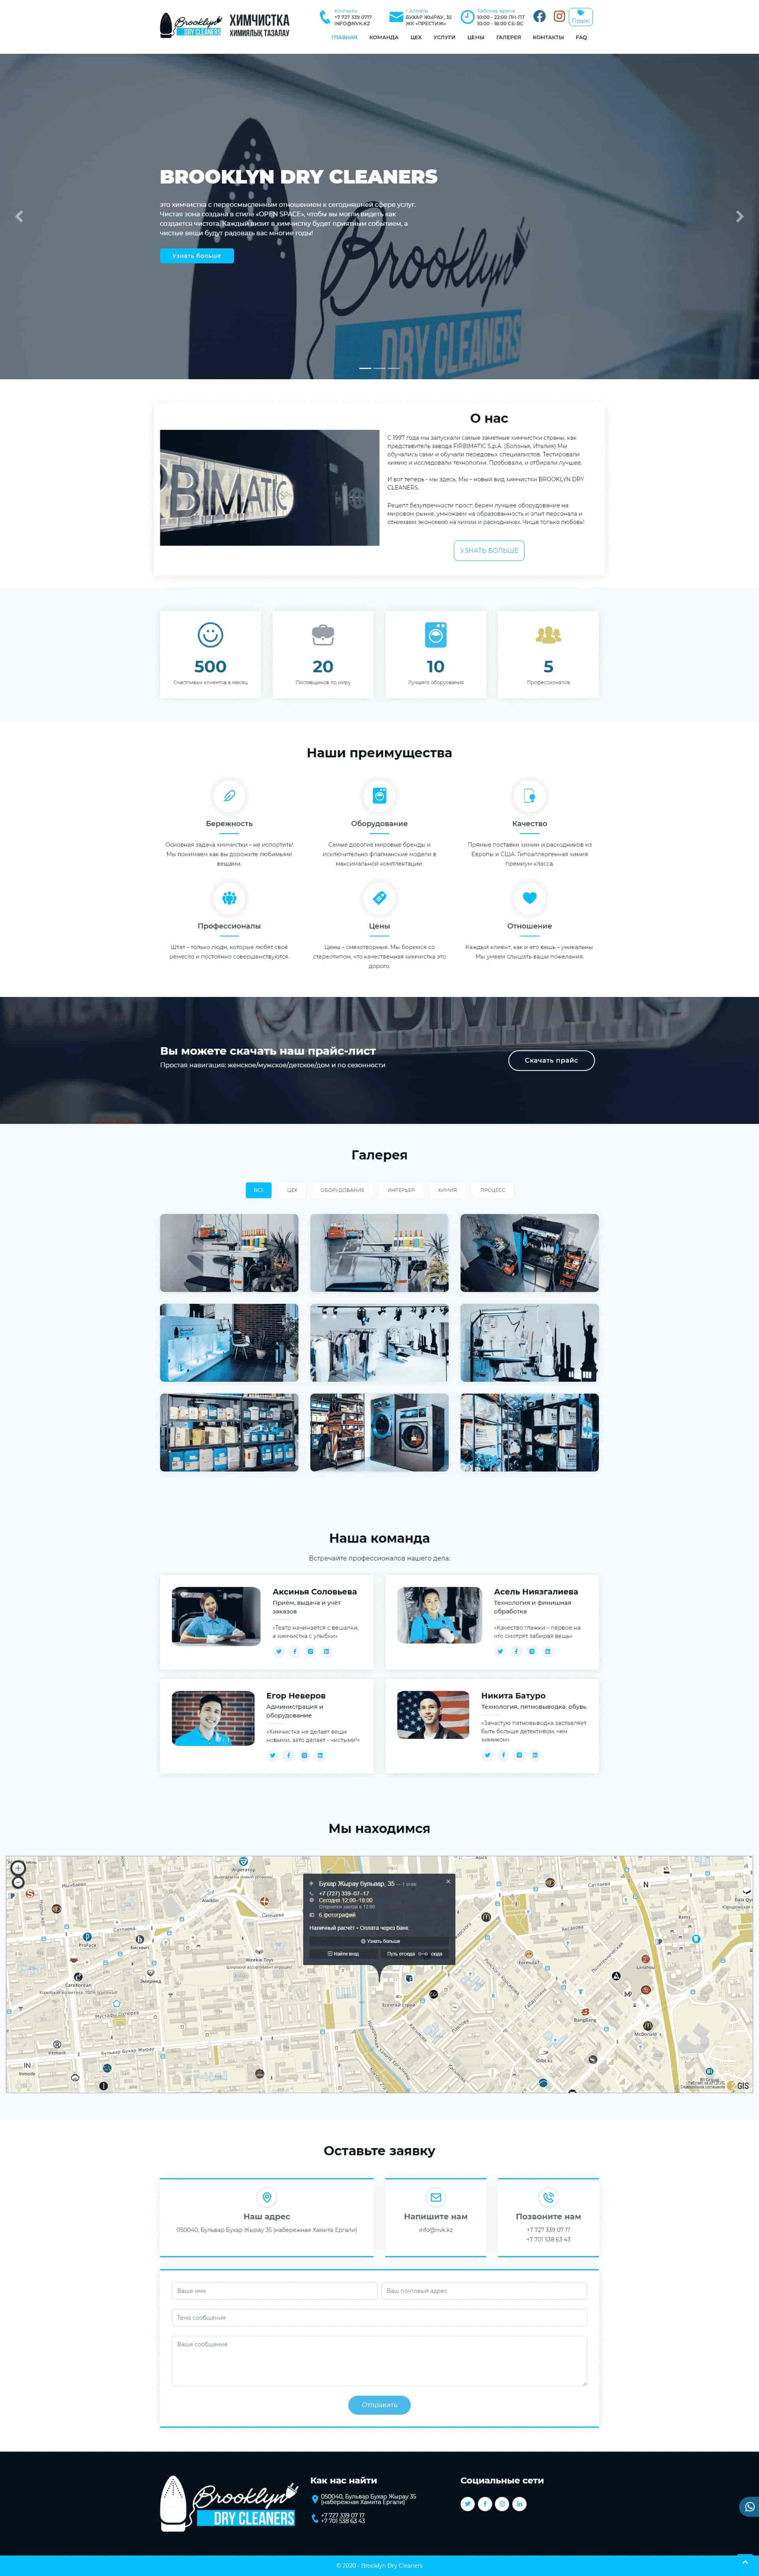 Brooklyn
DRY CLEANERS
ХИМЧИСТКА
ХИМИЯЛЫҚ ТАЗАЛАУ
Контакты
+7 727 339 0717
INFO@NVK.KZ
г.Алматы
БУХАР ЖЫРАУ, 35
ЖК «ПРЕСТИЖ»
Рабочие время
10:00 - 22:00 ПН-ПТ
10:00 - 18:00 СБ-ВС
Прайс
ГЛАВНАЯ КОМАНДА ЦЕХ УСЛУГИ ЦЕНЫ ГАЛЕРЕЯ КОНТАКТЫ FAQ
BROOKLYN DRY CLEANERS
это химчистка с переосмысленным отношением к сегодняшней сфере услуг.
Чистая зона создана в стиле «OPEN SPACE», чтобы вы могли видеть как
создается чистота. Каждый визит в химчистку будет приятным событием, а
чистые вещи будут радовать вас многие годы!
Узнать больше
Brooklyn
DRY CLEANERS
О нас
С 1997 года мы запускали самые заметные химчистки страны, как
представитель завода FIRBIMATIC S.p.A. (Болонья, Италия) Мы
обучались сами и обучали передовых специалистов. Тестировали
химию и исследовали технологии. Пробовали, и отбирали лучшее.
И вот теперь - мы здесь. Мы – новый вид химчистки BROOKLYN DRY
CLEANERS.
Рецепт безупречности прост: берем лучшее оборудование на
мировом рынке, умножаем на образованность и опыт персонала и
отнимаем экономию на химии и расходниках. Чище только любовь!
УЗНАТЬ БОЛЬШЕ
RBIMATIC
500
Счастливых клиентов в месяц
20
Поставщиков по миру
10
Лучшего оборуования
5
Профессионалов
Наши преимущества
Бережность
Основная задача химчистки – не испортить!
Мы понимаем как вы дорожите любимыми
вещами.
Оборудование
Самые дорогие мировые бренды и
исключительно флагманские модели в
максимальной комплектации.
Качество
Прямые поставки химии и расходников из
Европы и США. Гипоаллергенная химия
премиум класса.
Профессионалы
Штат – только люди, которые любят своё
ремесло и постоянно совершенствуются.
Цены
Цены – смехотворные. Мы боремся со
стереотипом, что качественная химчистка это
дорого.
Отношение
Каждый клиент, как и его вещь – уникальны.
Мы умеем слышать ваши пожелания.
Вы можете скачать наш прайс-лист
Простая навигация: женское/мужское/детское/дом и по сезонности
Скачать прайс
Галерея
ВСЕ ЦЕХ ОБОРУДОВАНИЕ ИНТЕРЬЕР ХИМИЯ ПРОЦЕСС
Наша команда
Встречайте профессионалов нашего дела:
Аксинья Соловьева
Приём, выдача и учёт
заказов
«Театр начинается с вешалки,
а химчистка с улыбки»
Асель Ниязгалиева
Технология и финишная
обработка
«Качество глажки – первое на
что смотрят забирая вещь»
Егор Неверов
Администрация и
оборудование
«Химчистка не делает вещи
новыми, зато делает - чистыми!»
Никита Батуро
Технология, пятновыводка, обувь
«Зачастую пятновыводка заставляет
быть больше детективом, чем
химиком»
Мы находимся
Бухар Жырау бульвар, 35 — 1 этаж
+7 (727) 339‒07‒17
Сегодня 12:00-18:00
Откроется завтра в 12:00
6 фотографий
Наличный расчёт • Оплата через банк
Узнать больше
Найти вход
Путь отсюда сюда
Есентай строй
Бульвар Бухар Жырау
BangBang
McDonald
GIS
Оставьте заявку
Наш адрес
050040, Бульвар Бухар Жырау 35 (набережная Хамита Ергали)
Напишите нам
info@nvk.kz
Позвоните нам
+7 727 339 07 17
+7 701 538 63 43
Ваше имя
Ваш почтовый адрес
Тема сообщения
Ваше сообщение
Отправить
Brooklyn
DRY CLEANERS
Как нас найти
050040, Бульвар Бухар Жырау 35
(набережная Хамита Ергали)
+7 727 339 07 17
+7 701 538 63 43
Социальные сети
© 2020 - Brooklyn Dry Cleaners